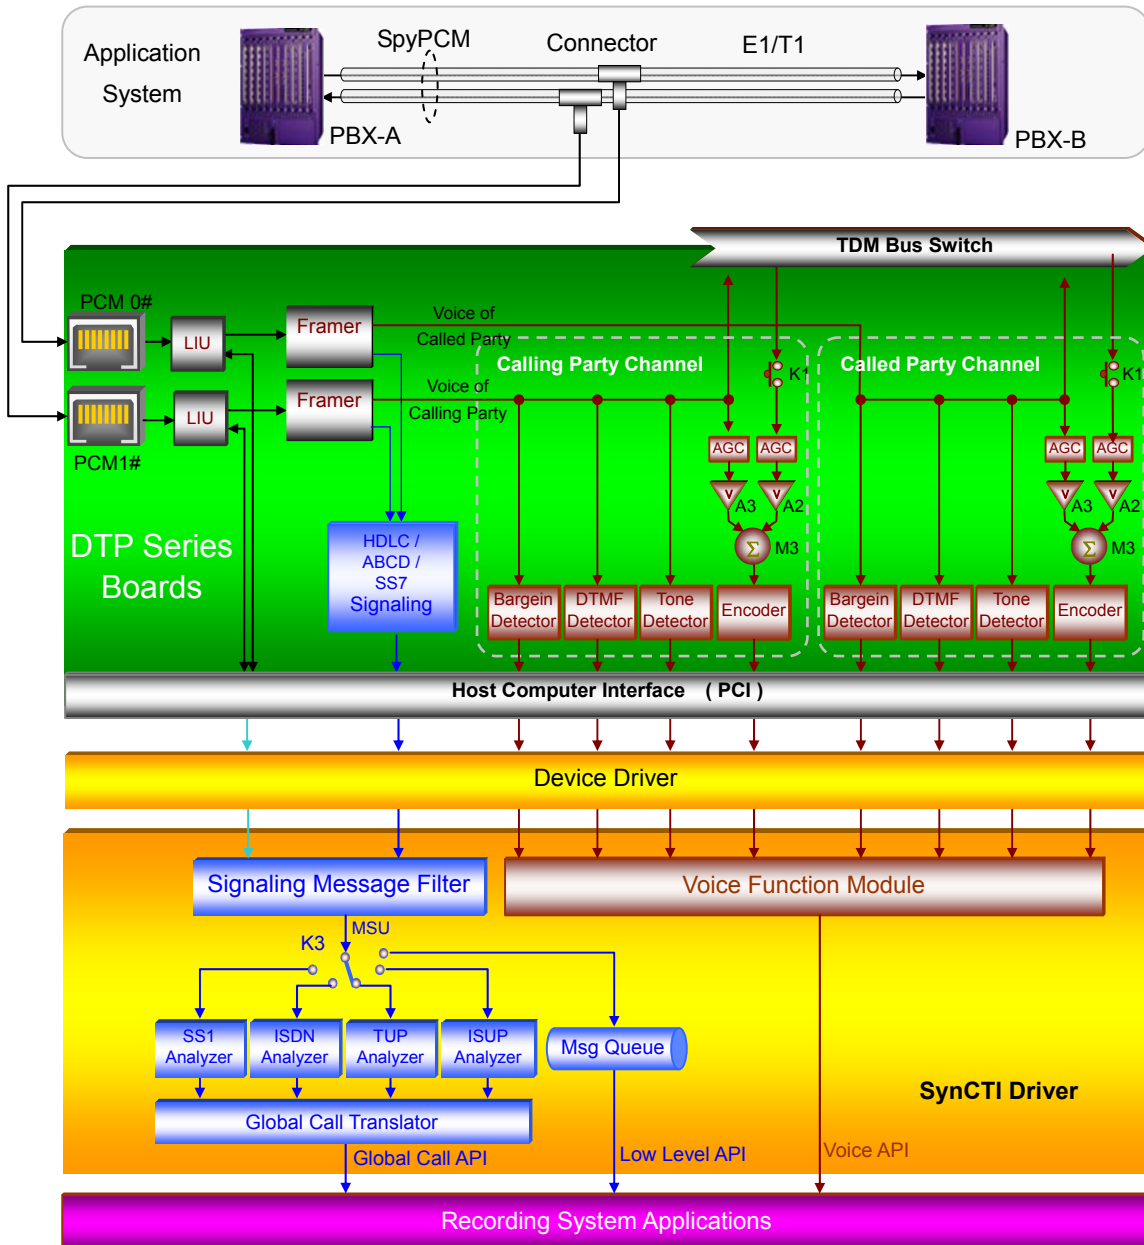 Application
System
SpyPCM
Connector
E1/T1
PBX-A
PBX-B
TDM Bus Switch
PCM 0#
LIU
Framer
Voice of
Called Party
Calling Party Channel
K1
Called Party Channel
K1
PCM1#
LIU
Framer
Voice of
Calling Party
AGC
AGC
AGC
AGC
V
A3
V
A2
V
A3
V
A2
Σ
M3
Σ
M3
DTP Series
Boards
HDLC /
ABCD /
SS7
Signaling
Bargein
Detector
DTMF
Detector
Tone
Detector
Encoder
Bargein
Detector
DTMF
Detector
Tone
Detector
Encoder
Host Computer Interface ( PCI )
Device Driver
Signaling Message Filter
Voice Function Module
MSU
K3
SS1
Analyzer
ISDN
Analyzer
TUP
Analyzer
ISUP
Analyzer
Msg Queue
SynCTI Driver
Global Call Translator
Global Call API
Low Level API
Voice API
Recording System Applications